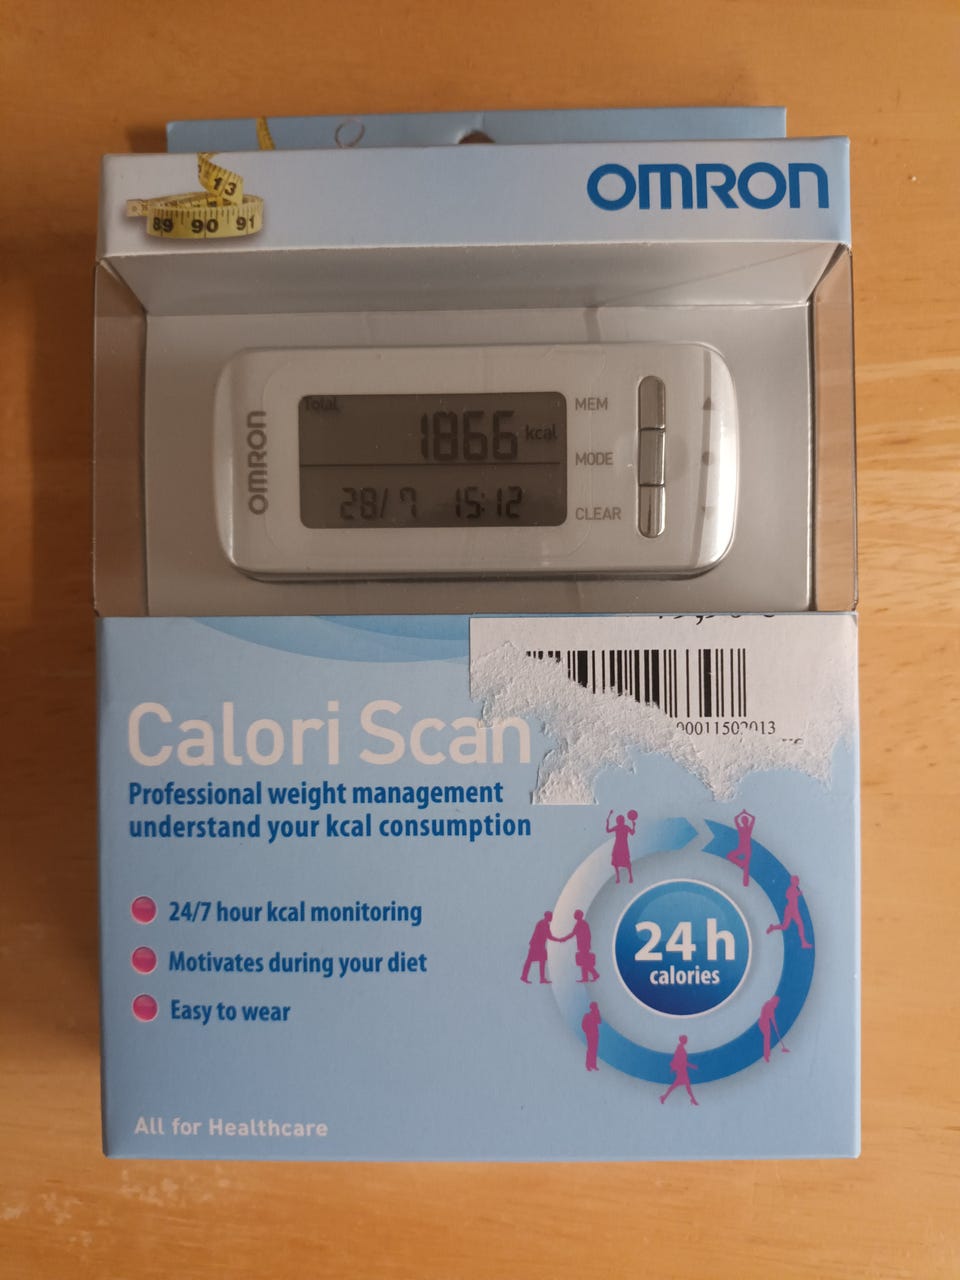 OMRON
13
89 90 91
OMRON
Total
1866 kcal
28/7 15:12
MEM
MODE
CLEAR
Calori Scan
Professional weight management
understand your kcal consumption
24/7 hour kcal monitoring
Motivates during your diet
Easy to wear
24 h
calories
All for Healthcare